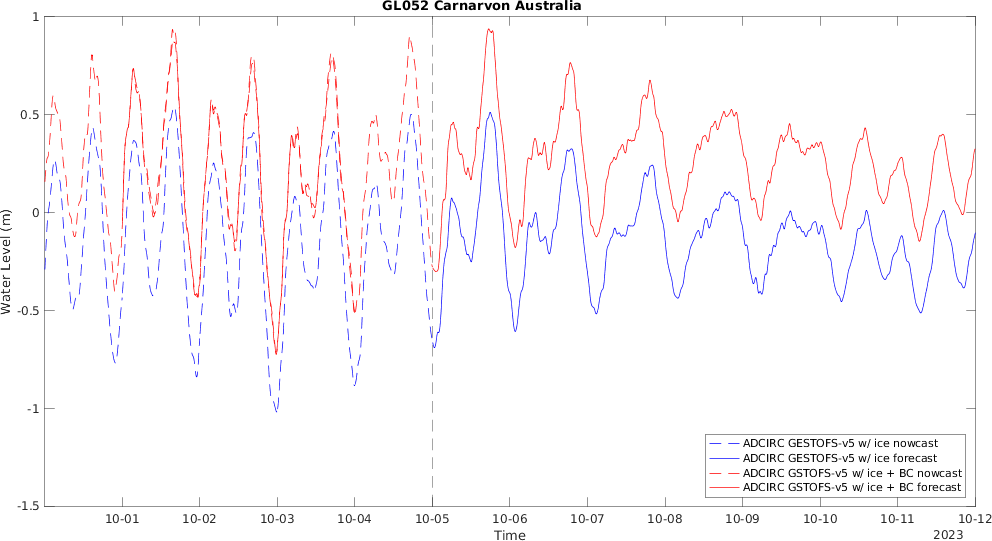 GL052 Carnarvon Australia
1
0.5
0
-0.5
-1
-1.5
Water Level (m)
10-01 10-02 10-03 10-04 10-05 10-06 10-07 10-08 10-09 10-10 10-11 10-12
Time
2023
ADCIRC GESTOFS-v5 w/ ice nowcast
ADCIRC GESTOFS-v5 w/ ice forecast
ADCIRC GSTOFS-v5 w/ ice + BC nowcast
ADCIRC GSTOFS-v5 w/ ice + BC forecast